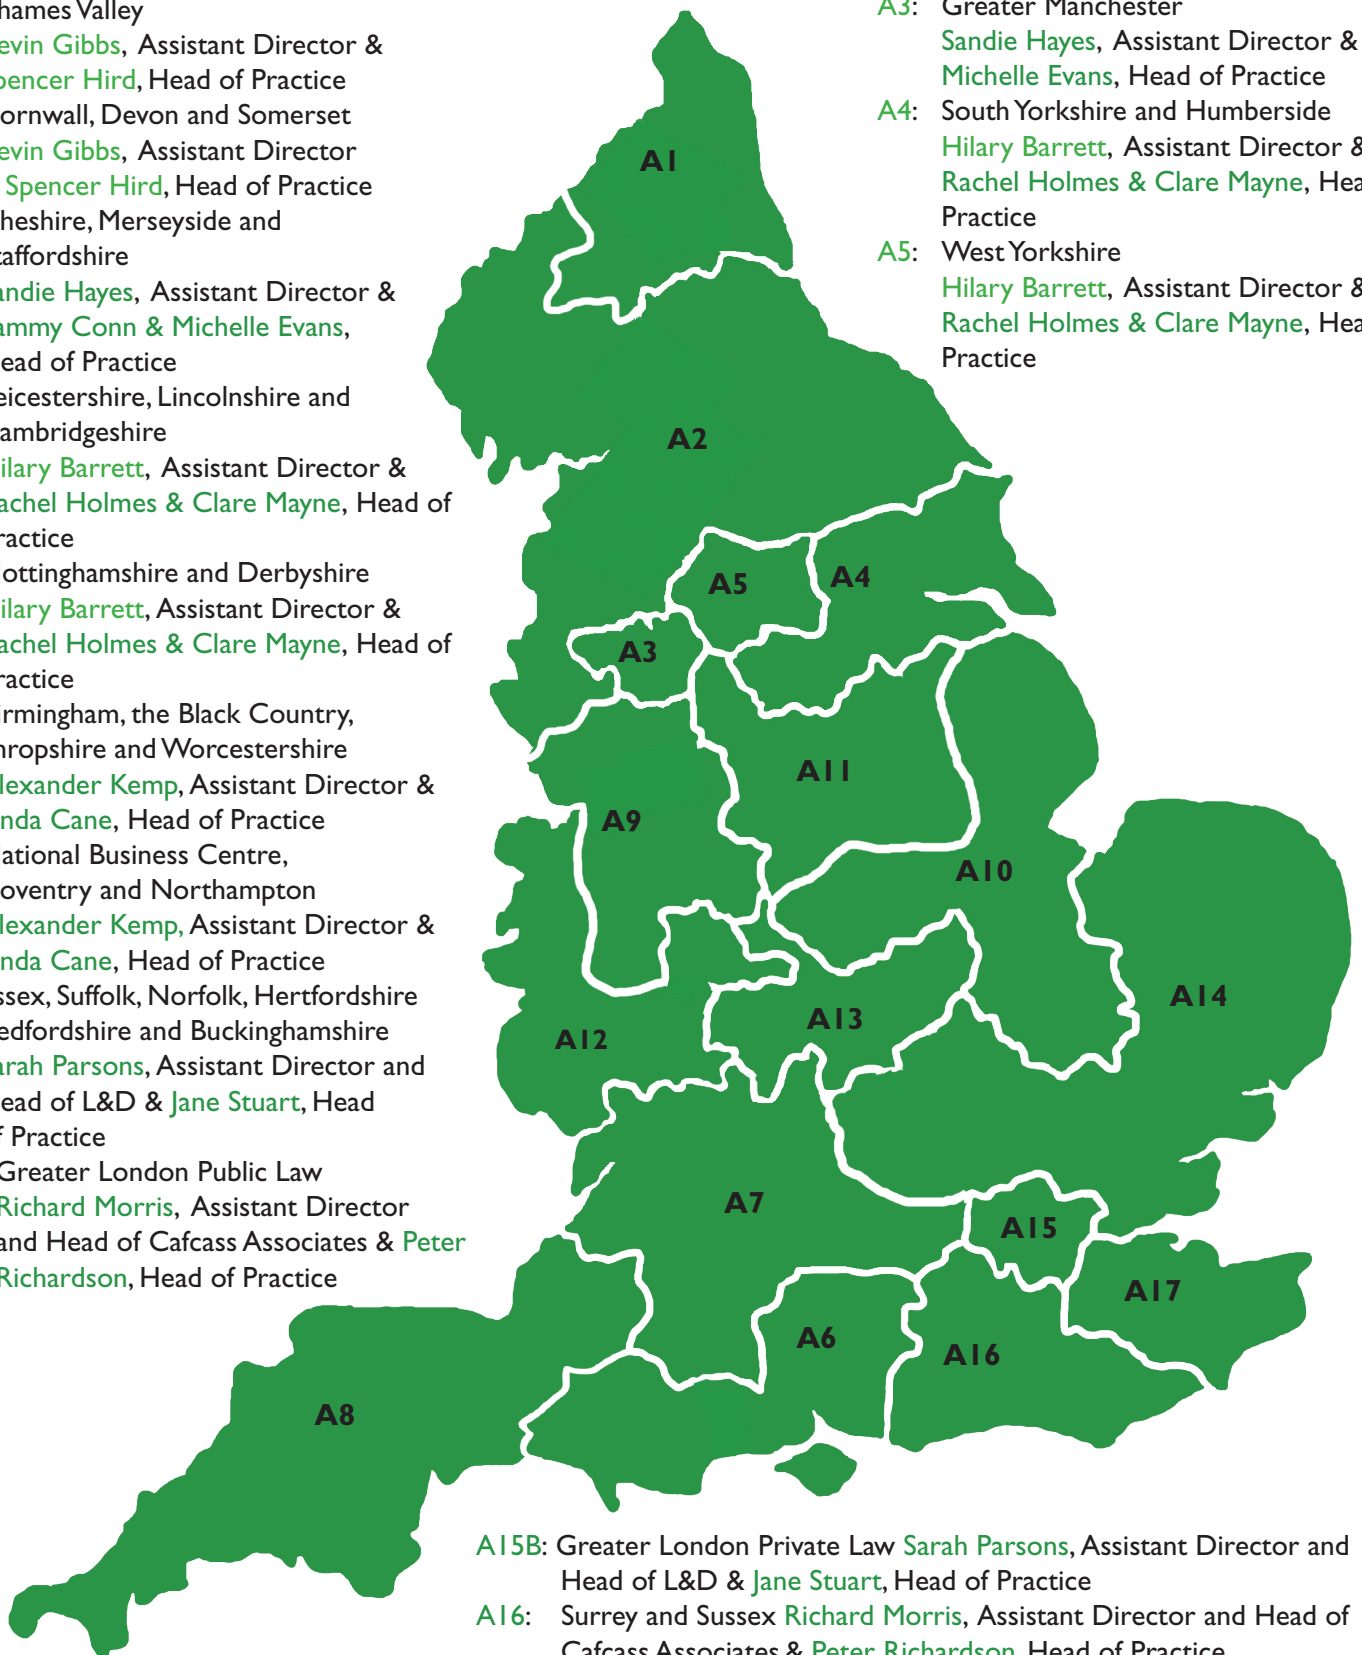 hames Valley
evin Gibbs, Assistant Director &
pencer Hird, Head of Practice
ornwall, Devon and Somerset
evin Gibbs, Assistant Director
Spencer Hird, Head of Practice
heshire, Merseyside and
taffordshire
andie Hayes, Assistant Director &
ammy Conn & Michelle Evans,
ead of Practice
eicestershire, Lincolnshire and
ambridgeshire
ilary Barrett, Assistant Director &
achel Holmes & Clare Mayne, Head of
ractice
ottinghamshire and Derbyshire
ilary Barrett, Assistant Director &
achel Holmes & Clare Mayne, Head of
ractice
irmingham, the Black Country,
hropshire and Worcestershire
lexander Kemp, Assistant Director &
nda Cane, Head of Practice
ational Business Centre,
oventry and Northampton
lexander Kemp, Assistant Director &
nda Cane, Head of Practice
ssex, Suffolk, Norfolk, Hertfordshire
edfordshire and Buckinghamshire
arah Parsons, Assistant Director and
ead of L&D & Jane Stuart, Head
f Practice
Greater London Public Law
Richard Morris, Assistant Director
and Head of Cafcass Associates & Peter
Richardson, Head of Practice
A3: Greater Manchester
Sandie Hayes, Assistant Director &
Michelle Evans, Head of Practice
A4: South Yorkshire and Humberside
Hilary Barrett, Assistant Director &
Rachel Holmes & Clare Mayne, Hea
Practice
A5: West Yorkshire
Hilary Barrett, Assistant Director &
Rachel Holmes & Clare Mayne, Hea
Practice
A1
A2
A5
A4
A3
A11
A9
A10
A14
A13
A12
A7
A15
A17
A6
A16
A8
A15B: Greater London Private Law Sarah Parsons, Assistant Director and
Head of L&D & Jane Stuart, Head of Practice
A16: Surrey and Sussex Richard Morris, Assistant Director and Head of
Cafcass Associates & Peter Richardson, Head of Practice